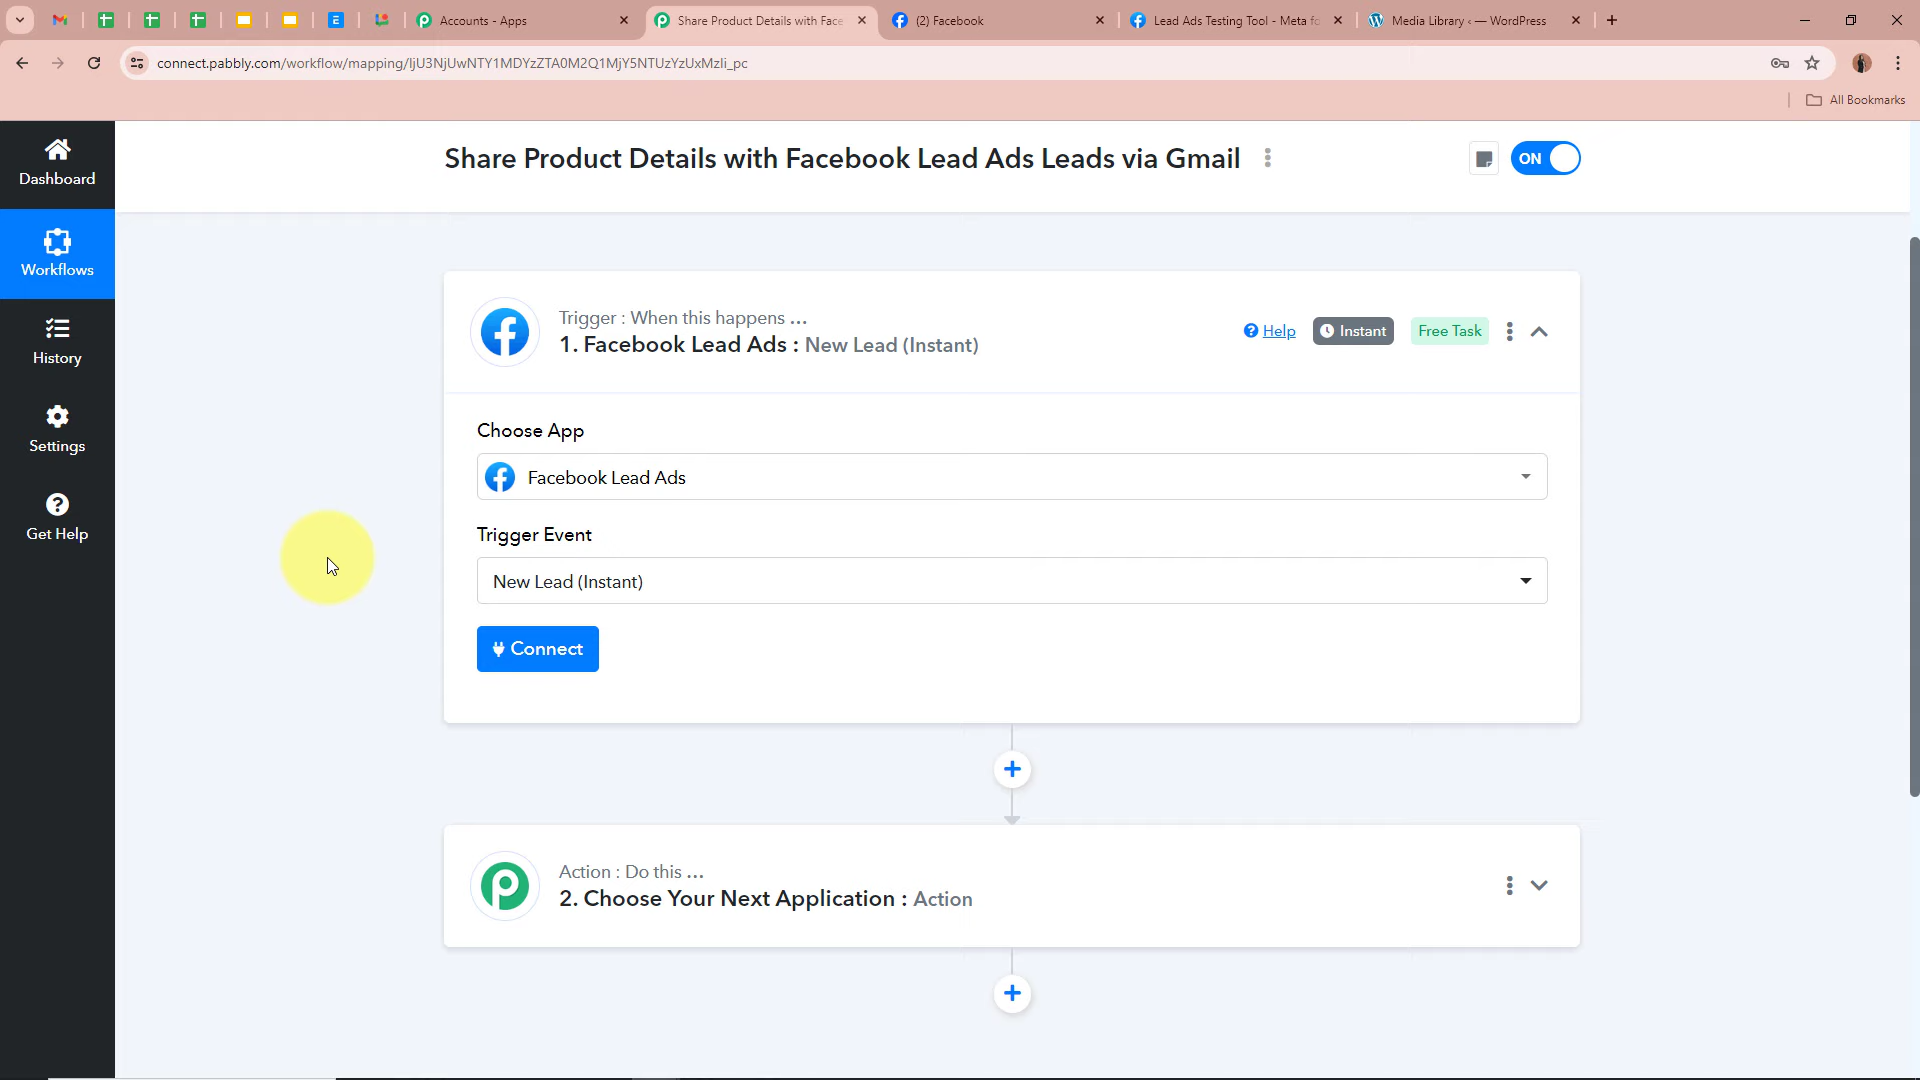 Accounts - Apps
Share Product Details with Face
(2) Facebook
Lead Ads Testing Tool - Meta fo
Media Library ‹ — WordPress
connect.pabbly.com/workflow/mapping/IjU3NjUwNTY1MDYzZTA0M2Q1MjY5NTUzYzUxMzIi_pc
All Bookmarks
Dashboard
Workflows
History
Settings
Get Help
Share Product Details with Facebook Lead Ads Leads via Gmail
ON
Trigger : When this happens ...
1. Facebook Lead Ads : New Lead (Instant)
Help
Instant
Free Task
Choose App
Facebook Lead Ads
Trigger Event
New Lead (Instant)
Connect
Action : Do this ...
2. Choose Your Next Application : Action